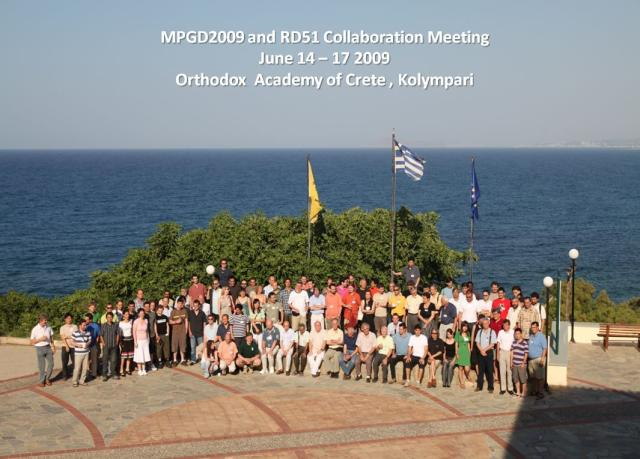 MPGD2009 and RD51 Collaboration Meeting
June 14 – 17 2009
Orthodox  Academy of Crete , Kolympari